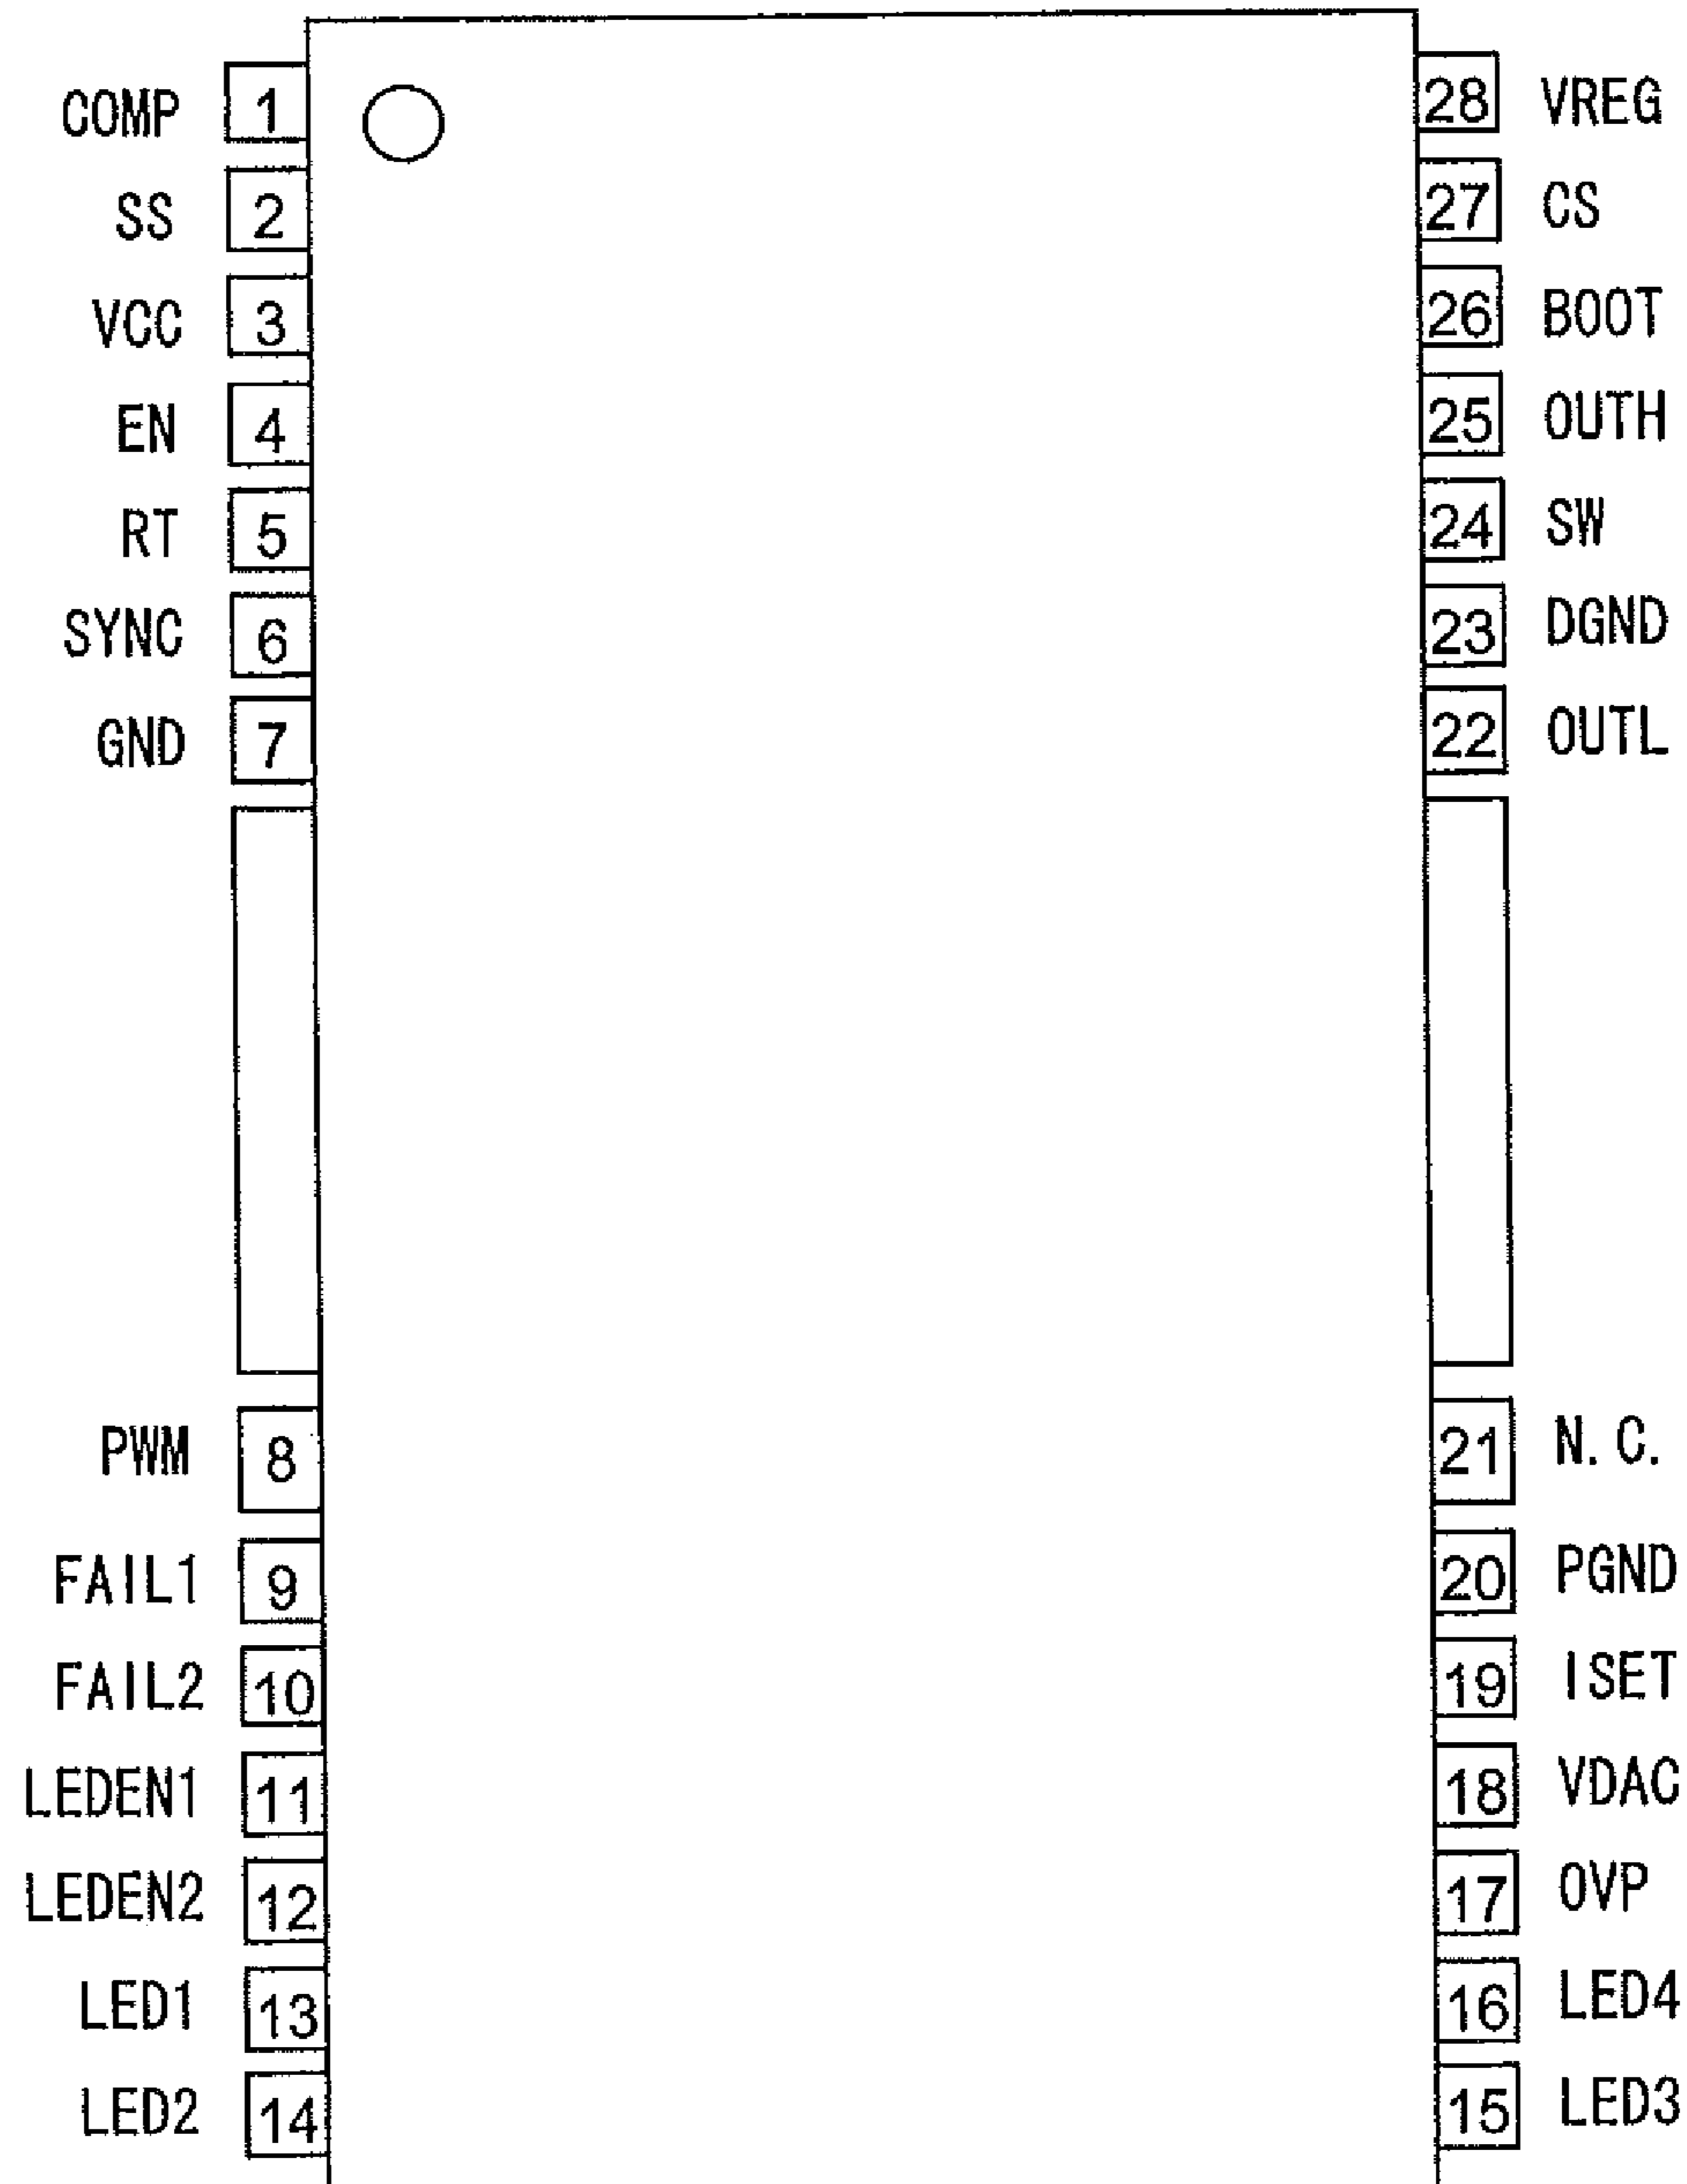 COMP 1 28 VREG
SS 2 27 CS
VCC 3 26 BOOT
EN 4 25 OUTH
RT 5 24 SW
SYNC 6 23 DGND
GND 7 22 OUTL
PWM 8 21 N.C.
FAIL1 9 20 PGND
FAIL2 10 19 ISET
LEDEN1 11 18 VDAC
LEDEN2 12 17 OVP
LED1 13 16 LED4
LED2 14 15 LED3